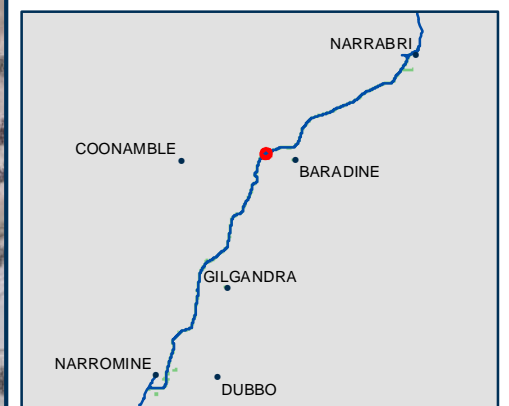 NARRABRI
COONAMBLE
BARADINE
GILGANDRA
NARROMINE
DUBBO